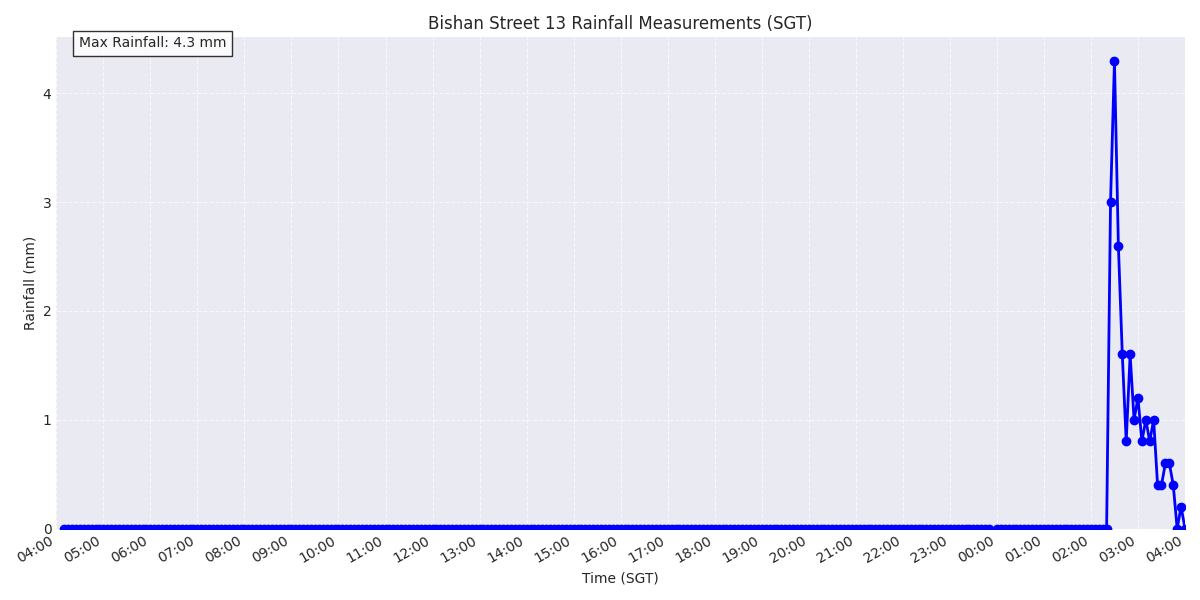 Bishan Street 13 Rainfall Measurements (SGT)
Max Rainfall: 4.3 mm
4
3
2
1
0
Rainfall (mm)
04:00 05:00 06:00 07:00 08:00 09:00 10:00 11:00 12:00 13:00 14:00 15:00 16:00 17:00 18:00 19:00 20:00 21:00 22:00 23:00 00:00 01:00 02:00 03:00 04:00
Time (SGT)